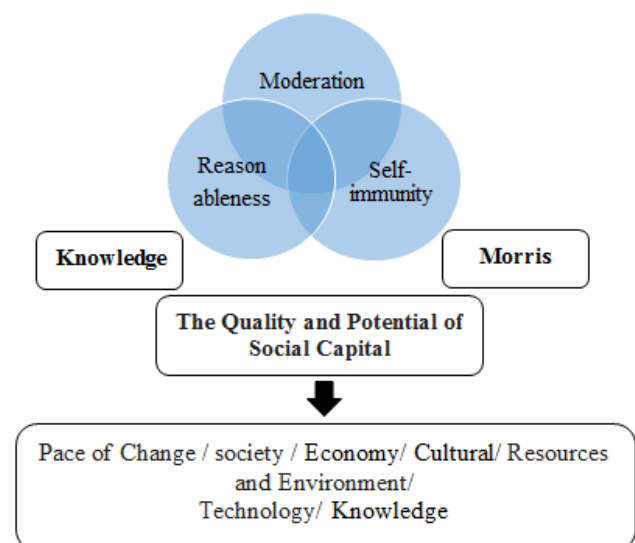 Moderation
Reason
ableness
Self-
immunity
Knowledge
Morris
The Quality and Potential of
Social Capital
Pace of Change / society / Economy/ Cultural/ Resources
and Environment/
Technology/ Knowledge